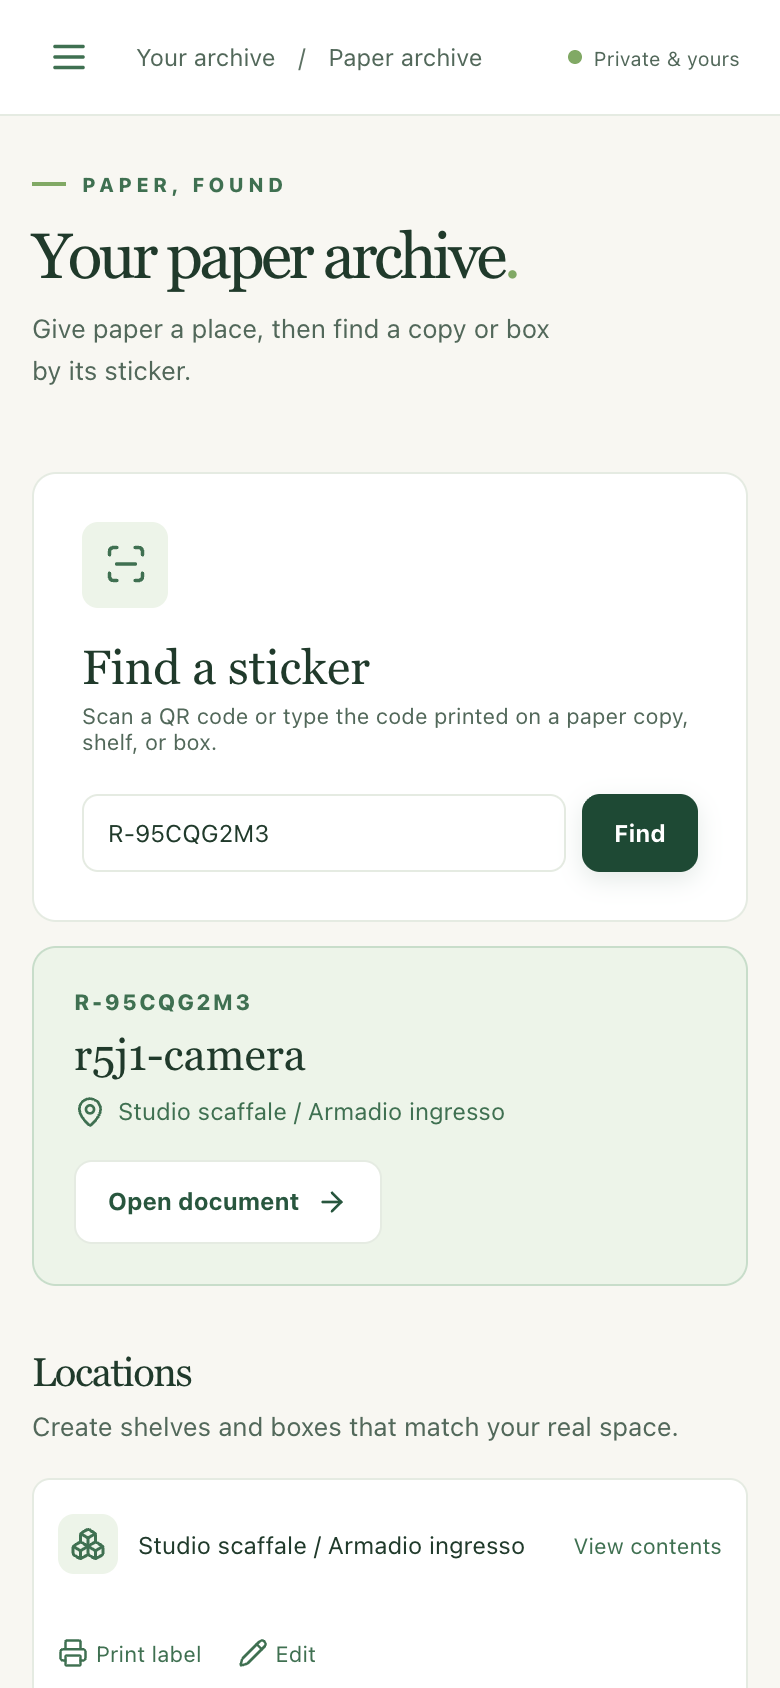 Your archive / Paper archive
Private & yours
PAPER, FOUND
Your paper archive.
Give paper a place, then find a copy or box
by its sticker.
Find a sticker
Scan a QR code or type the code printed on a paper copy,
shelf, or box.
R-95CQG2M3
Find
R-95CQG2M3
r5j1-camera
Studio scaffale / Armadio ingresso
Open document
Locations
Create shelves and boxes that match your real space.
Studio scaffale / Armadio ingresso
View contents
Print label
Edit